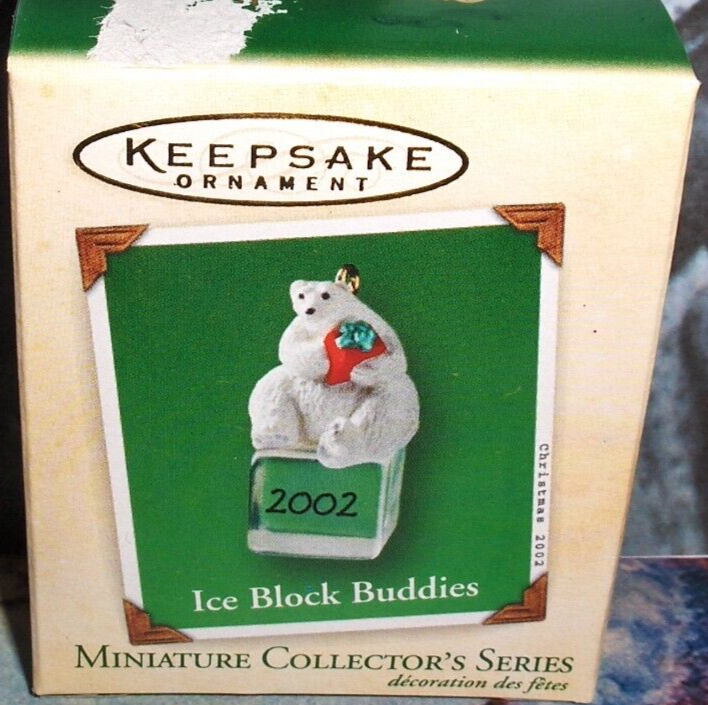 KEEPSAKE
ORNAMENT
Christmas 2002
2002
Ice Block Buddies
MINIATURE COLLECTOR'S SERIES
décoration des fêtes